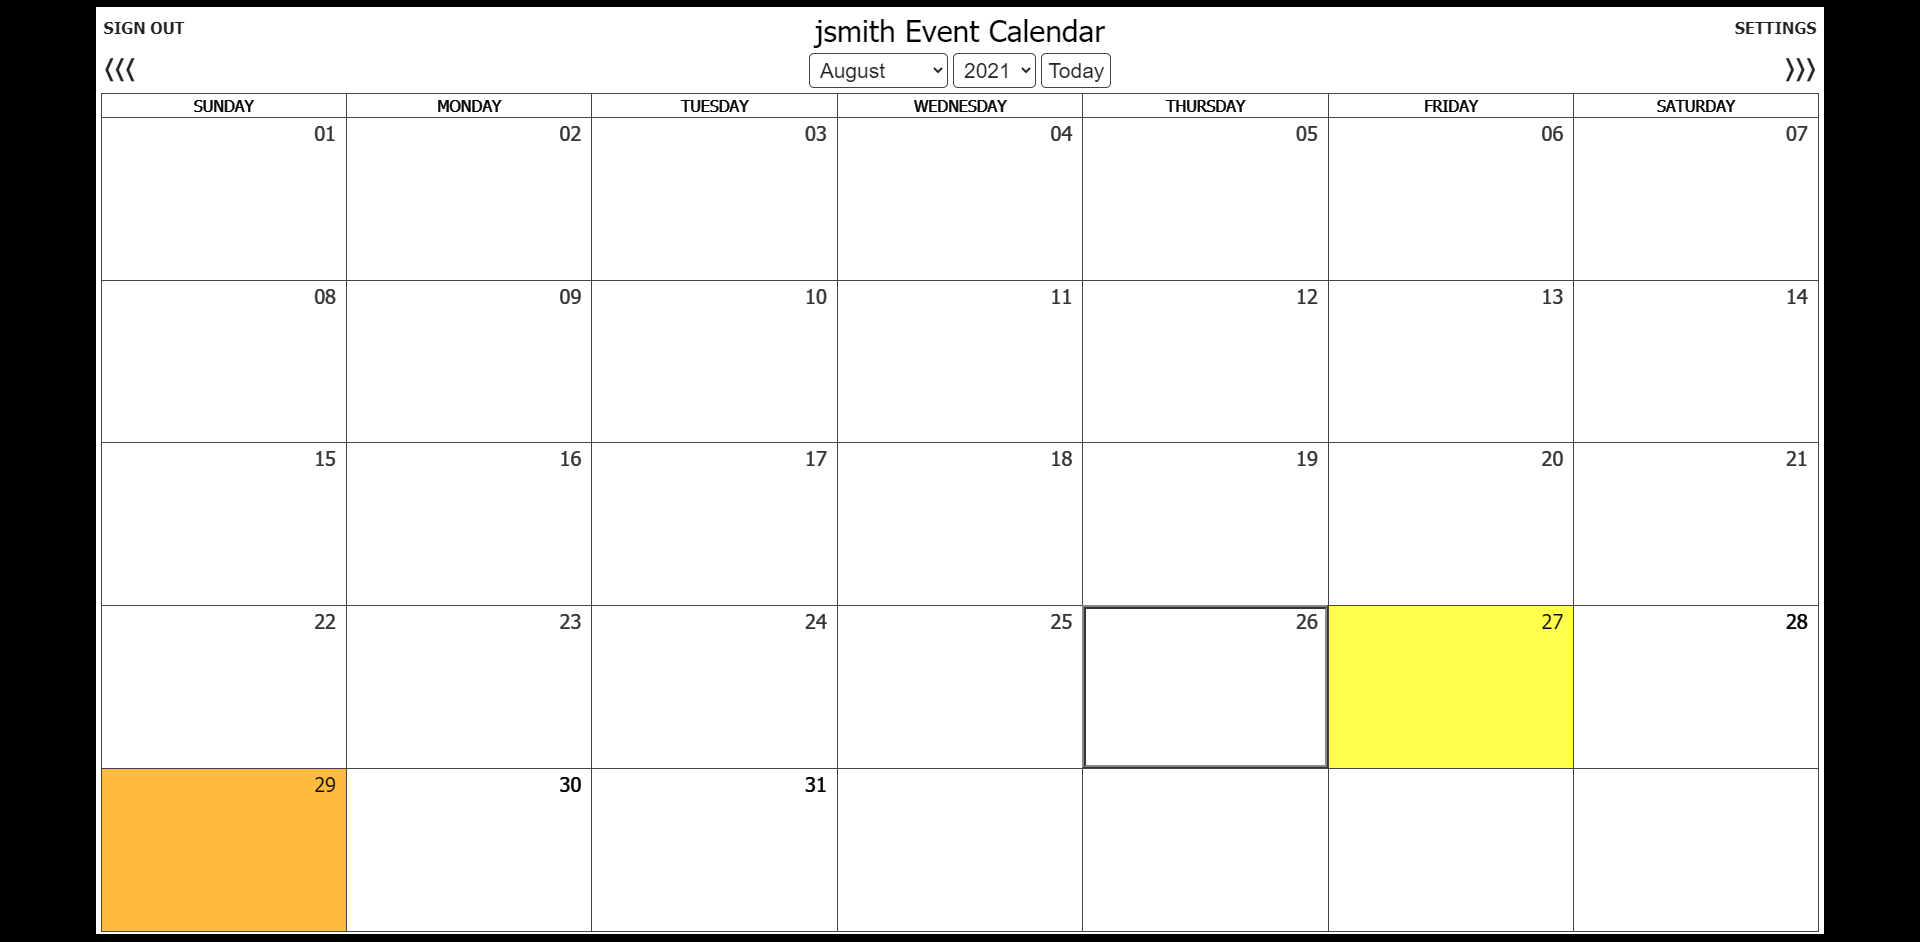 SIGN OUT jsmith Event Calendar SETTINGS
⟨⟨⟨ August 2021 Today ⟩⟩⟩
SUNDAY MONDAY TUESDAY WEDNESDAY THURSDAY FRIDAY SATURDAY
01 02 03 04 05 06 07
08 09 10 11 12 13 14
15 16 17 18 19 20 21
22 23 24 25 26 27 28
29 30 31